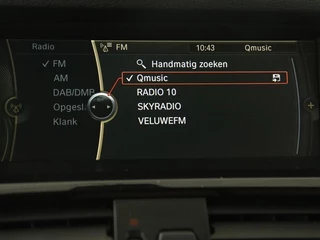 Radio FM 10:43 Qmusic
FM
AM
DAB/DMB
Opgesl
Klank
Handmatig zoeken
Qmusic
RADIO 10
SKYRADIO
VELUWEFM